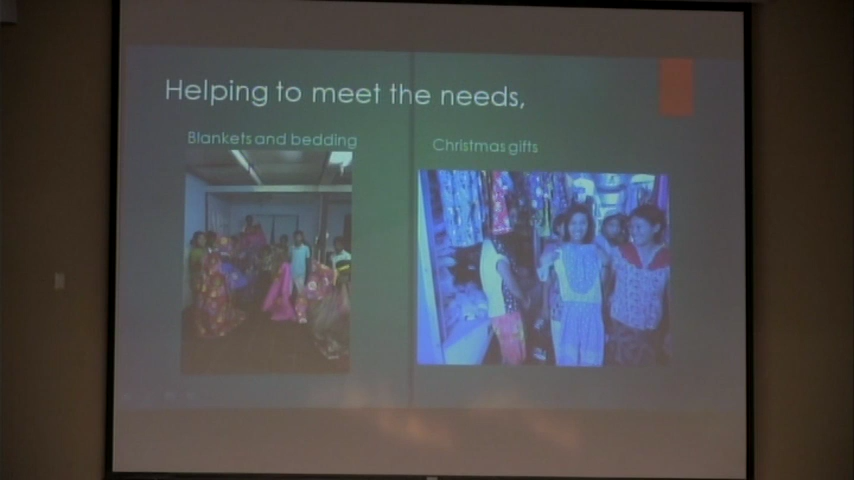 Helping to meet the needs,
Blankets and bedding
Christmas gifts